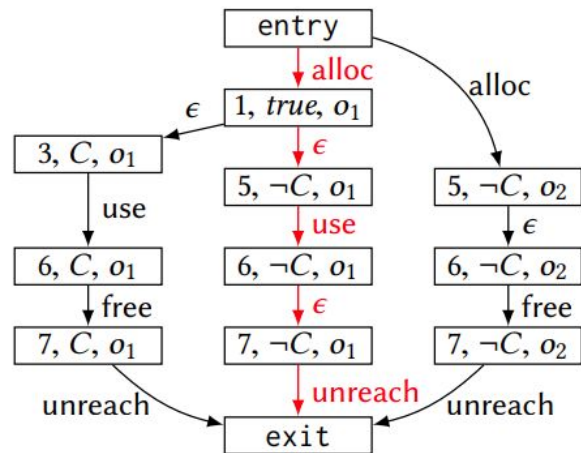 entry
alloc
alloc
ϵ
1, true, o₁
3, C, o₁
ϵ
5, ¬C, o₁
5, ¬C, o₂
use
use
ϵ
6, C, o₁
6, ¬C, o₁
6, ¬C, o₂
free
ϵ
free
7, C, o₁
7, ¬C, o₁
7, ¬C, o₂
unreach
unreach
unreach
exit